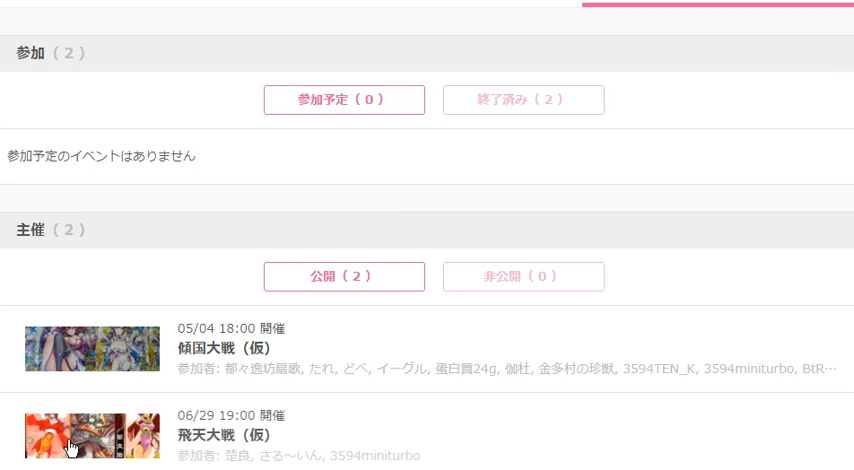 参加（ 2 ）
参加予定（ 0 ）
終了済み（ 2 ）
参加予定のイベントはありません
主催（ 2 ）
公開（ 2 ）
非公開（ 0 ）
05/04 18:00 開催
傾国大戦（仮）
参加者: 都々逸坊扇歌, たれ, どべ, イーグル, 蛋白質24g, 伽杜, 金多村の珍獣, 3594TEN_K, 3594miniturbo, BtR…
06/29 19:00 開催
飛天大戦（仮）
参加者: 楚良, さる〜いん, 3594miniturbo